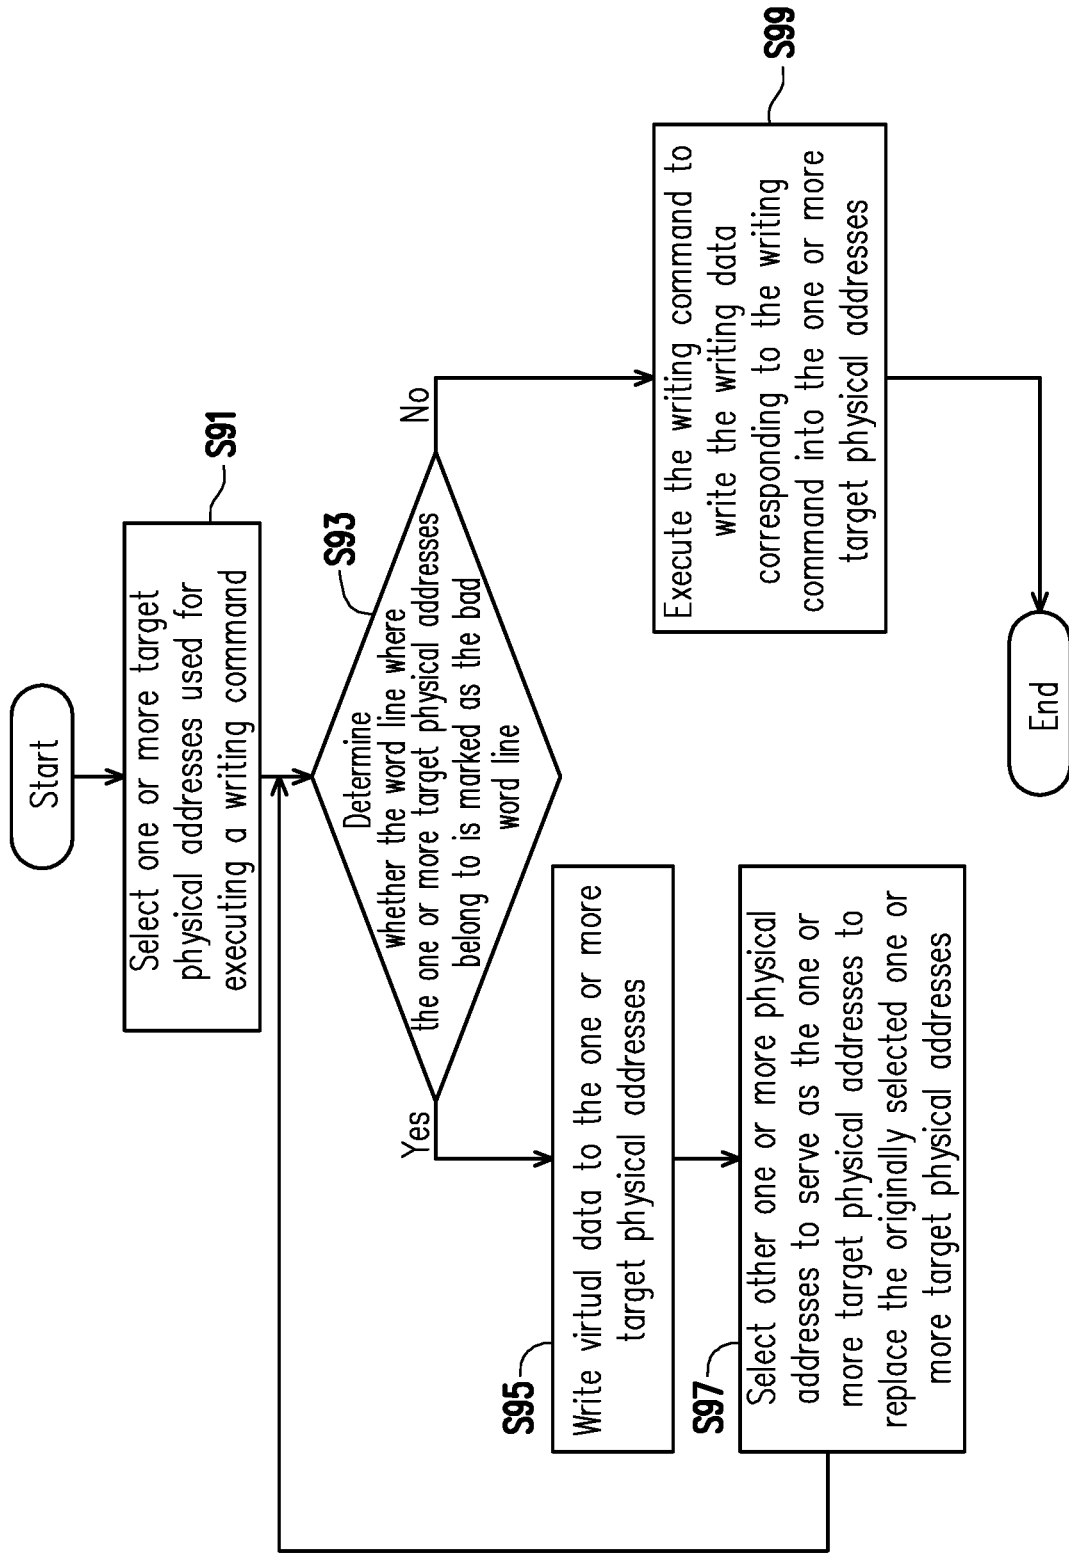 Start
Select one or more target
physical addresses used for
executing a writing command
S91
Determine
whether the word line where
the one or more target physical addresses
belong to is marked as the bad
word line
S93
Yes
No
Write virtual data to the one or more
target physical addresses
S95
Select other one or more physical
addresses to serve as the one or
more target physical addresses to
replace the originally selected one or
more target physical addresses
S97
Execute the writing command to
write the writing data
corresponding to the writing
command into the one or more
target physical addresses
S99
End